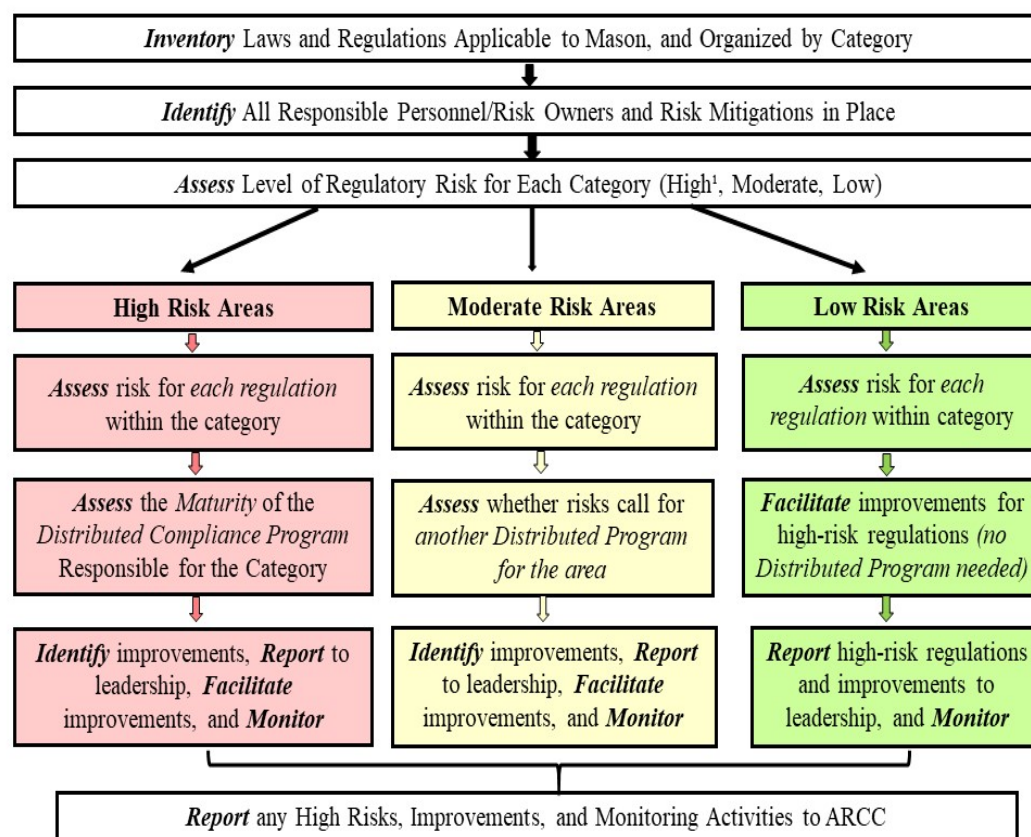 Inventory Laws and Regulations Applicable to Mason, and Organized by Category
Identify All Responsible Personnel/Risk Owners and Risk Mitigations in Place
Assess Level of Regulatory Risk for Each Category (High¹, Moderate, Low)
High Risk Areas
Assess risk for each regulation
within the category
Assess the Maturity of the
Distributed Compliance Program
Responsible for the Category
Identify improvements, Report to
leadership, Facilitate
improvements, and Monitor
Moderate Risk Areas
Assess risk for each regulation
within the category
Assess whether risks call for
another Distributed Program
for the area
Identify improvements, Report
to leadership, Facilitate
improvements, and Monitor
Low Risk Areas
Assess risk for each
regulation within category
Facilitate improvements for
high-risk regulations (no
Distributed Program needed)
Report high-risk regulations
and improvements to
leadership, and Monitor
Report any High Risks, Improvements, and Monitoring Activities to ARCC